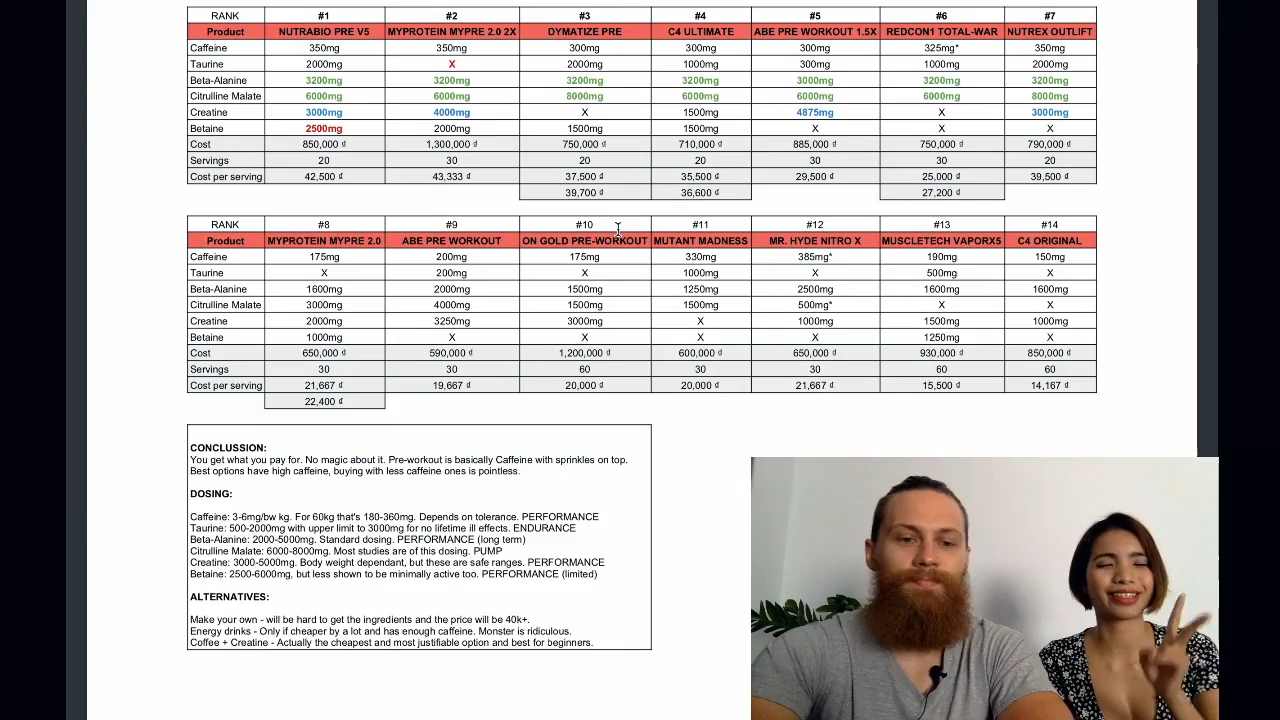 RANK #1 #2 #3 #4 #5 #6 #7
Product NUTRABIO PRE V5 MYPROTEIN MYPRE 2.0 2X DYMATIZE PRE C4 ULTIMATE ABE PRE WORKOUT 1.5X REDCON1 TOTAL-WAR NUTREX OUTLIFT
Caffeine 350mg 350mg 300mg 300mg 300mg 325mg* 350mg
Taurine 2000mg X 2000mg 1000mg 300mg 1000mg 2000mg
Beta-Alanine 3200mg 3200mg 3200mg 3200mg 3000mg 3200mg 3200mg
Citrulline Malate 6000mg 6000mg 8000mg 6000mg 6000mg 6000mg 8000mg
Creatine 3000mg 4000mg X 1500mg 4875mg X 3000mg
Betaine 2500mg 2000mg 1500mg 1500mg X X X
Cost 850,000 ₫ 1,300,000 ₫ 750,000 ₫ 710,000 ₫ 885,000 ₫ 750,000 ₫ 790,000 ₫
Servings 20 30 20 20 30 30 20
Cost per serving 42,500 ₫ 43,333 ₫ 37,500 ₫ 35,500 ₫ 29,500 ₫ 25,000 ₫ 39,500 ₫
39,700 ₫ 36,600 ₫ 27,200 ₫
RANK #8 #9 #10 #11 #12 #13 #14
Product MYPROTEIN MYPRE 2.0 ABE PRE WORKOUT ON GOLD PRE-WORKOUT MUTANT MADNESS MR. HYDE NITRO X MUSCLETECH VAPORX5 C4 ORIGINAL
Caffeine 175mg 200mg 175mg 330mg 385mg* 190mg 150mg
Taurine X 200mg X 1000mg X 500mg X
Beta-Alanine 1600mg 2000mg 1500mg 1250mg 2500mg 1600mg 1600mg
Citrulline Malate 3000mg 4000mg 1500mg 1500mg 500mg* X X
Creatine 2000mg 3250mg 3000mg X 1000mg 1500mg 1000mg
Betaine 1000mg X X X X 1250mg X
Cost 650,000 ₫ 590,000 ₫ 1,200,000 ₫ 600,000 ₫ 650,000 ₫ 930,000 ₫ 850,000 ₫
Servings 30 30 60 30 30 60 60
Cost per serving 21,667 ₫ 19,667 ₫ 20,000 ₫ 20,000 ₫ 21,667 ₫ 15,500 ₫ 14,167 ₫
22,400 ₫
CONCLUSSION:
You get what you pay for. No magic about it. Pre-workout is basically Caffeine with sprinkles on top.
Best options have high caffeine, buying with less caffeine ones is pointless.
DOSING:
Caffeine: 3-6mg/bw kg. For 60kg that's 180-360mg. Depends on tolerance. PERFORMANCE
Taurine: 500-2000mg with upper limit to 3000mg for no lifetime ill effects. ENDURANCE
Beta-Alanine: 2000-5000mg. Standard dosing. PERFORMANCE (long term)
Citrulline Malate: 6000-8000mg. Most studies are of this dosing. PUMP
Creatine: 3000-5000mg. Body weight dependant, but these are safe ranges. PERFORMANCE
Betaine: 2500-6000mg, but less shown to be minimally active too. PERFORMANCE (limited)
ALTERNATIVES:
Make your own - will be hard to get the ingredients and the price will be 40k+.
Energy drinks - Only if cheaper by a lot and has enough caffeine. Monster is ridiculous.
Coffee + Creatine - Actually the cheapest and most justifiable option and best for beginners.